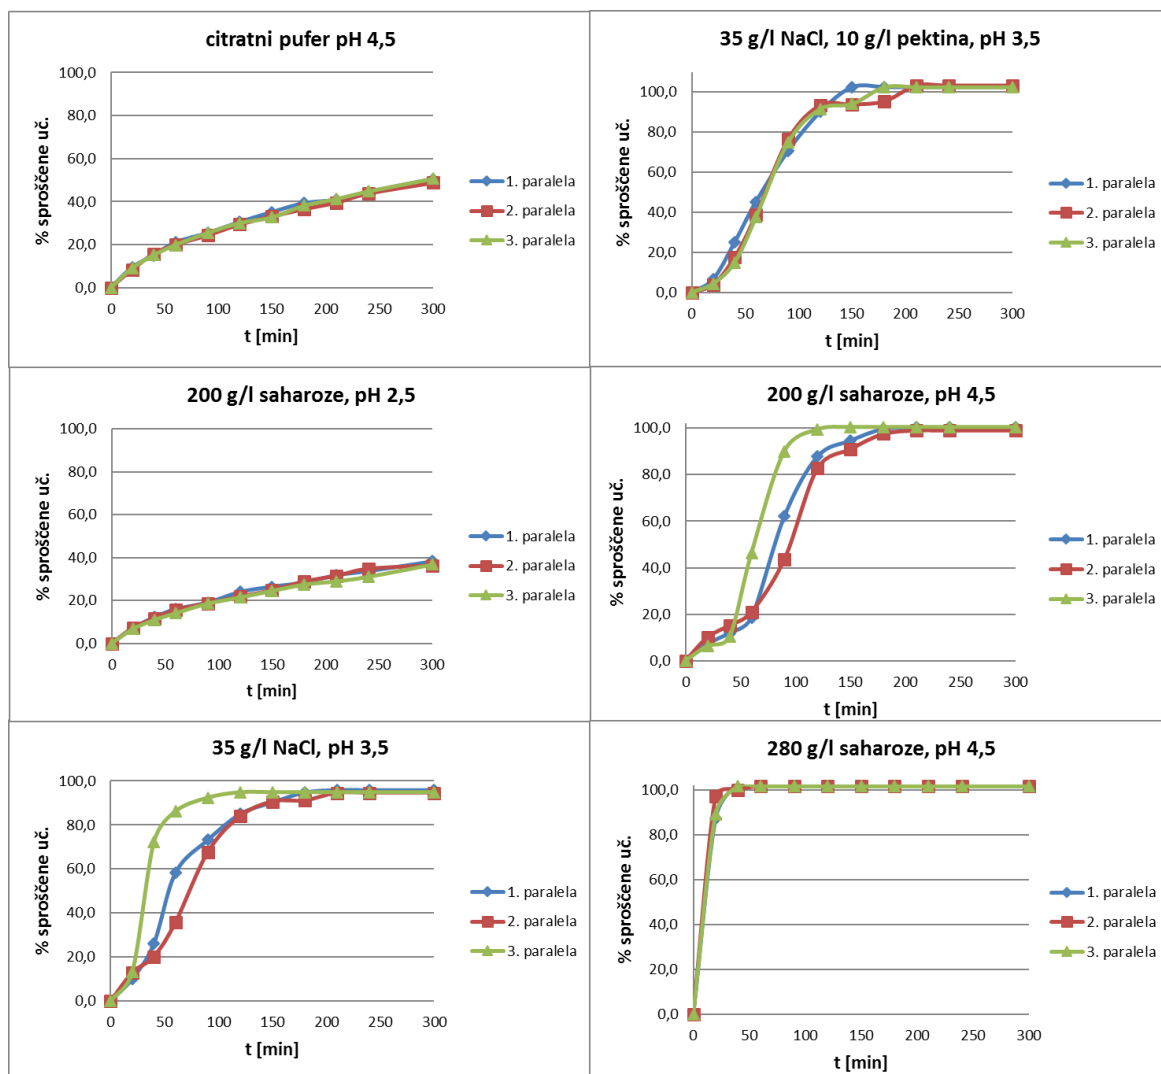 citratni pufer pH 4,5
% sproščene uč.
100,0
80,0
60,0
40,0
20,0
0,0
0 50 100 150 200 250 300
t [min]
1. paralela
2. paralela
3. paralela
35 g/l NaCl, 10 g/l pektina, pH 3,5
% sproščene uč.
100,0
80,0
60,0
40,0
20,0
0,0
0 50 100 150 200 250 300
t [min]
1. paralela
2. paralela
3. paralela
200 g/l saharoze, pH 2,5
% sproščene uč.
100,0
80,0
60,0
40,0
20,0
0,0
0 50 100 150 200 250 300
t [min]
1. paralela
2. paralela
3. paralela
200 g/l saharoze, pH 4,5
% sproščene uč.
100,0
80,0
60,0
40,0
20,0
0,0
0 50 100 150 200 250 300
t [min]
1. paralela
2. paralela
3. paralela
35 g/l NaCl, pH 3,5
% sproščene uč.
100,0
80,0
60,0
40,0
20,0
0,0
0 50 100 150 200 250 300
t [min]
1. paralela
2. paralela
3. paralela
280 g/l saharoze, pH 4,5
% sproščene uč.
100,0
80,0
60,0
40,0
20,0
0,0
0 50 100 150 200 250 300
t [min]
1. paralela
2. paralela
3. paralela